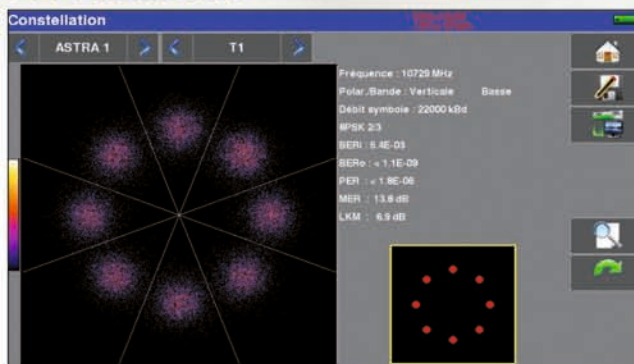 Constellation
ASTRA 1
T1
Fréquence : 10729 MHz
Polar./Bande : Verticale Basse
Débit symbole : 22000 kBd
8PSK 2/3
BERi : 6.4E-03
BERo : < 1.1E-09
PER : < 1.8E-06
MER : 13.8 dB
LKM : 6.9 dB